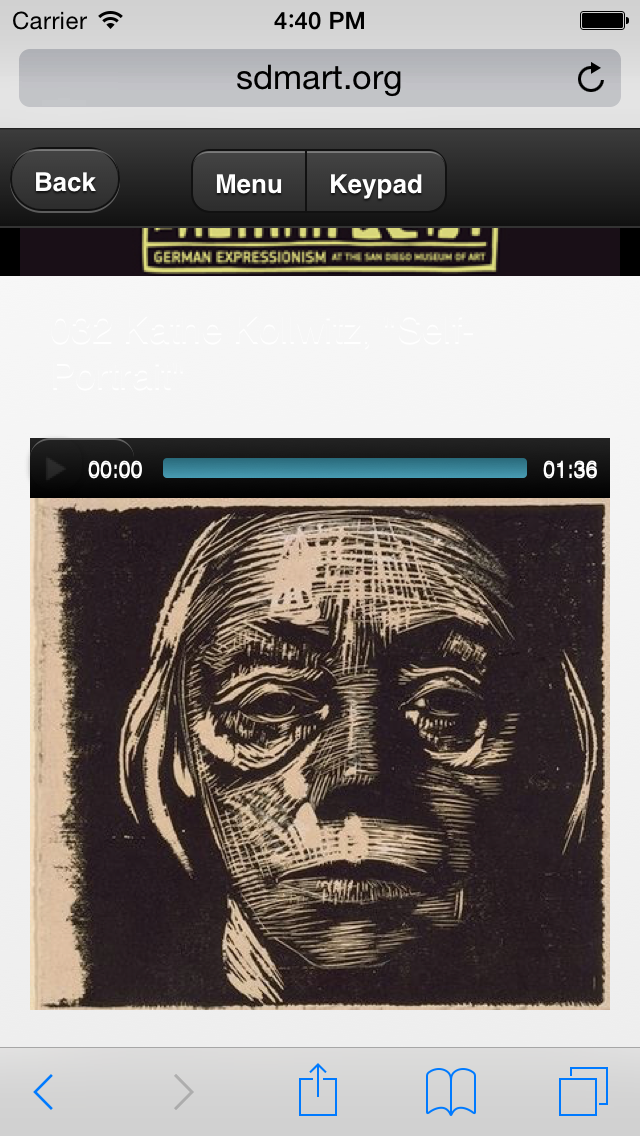 Carrier 4:40 PM
sdmart.org
Back Menu Keypad
GERMAN EXPRESSIONISM AT THE SAN DIEGO MUSEUM OF ART
032 Käthe Kollwitz, "Self-
Portrait"
00:00 01:36